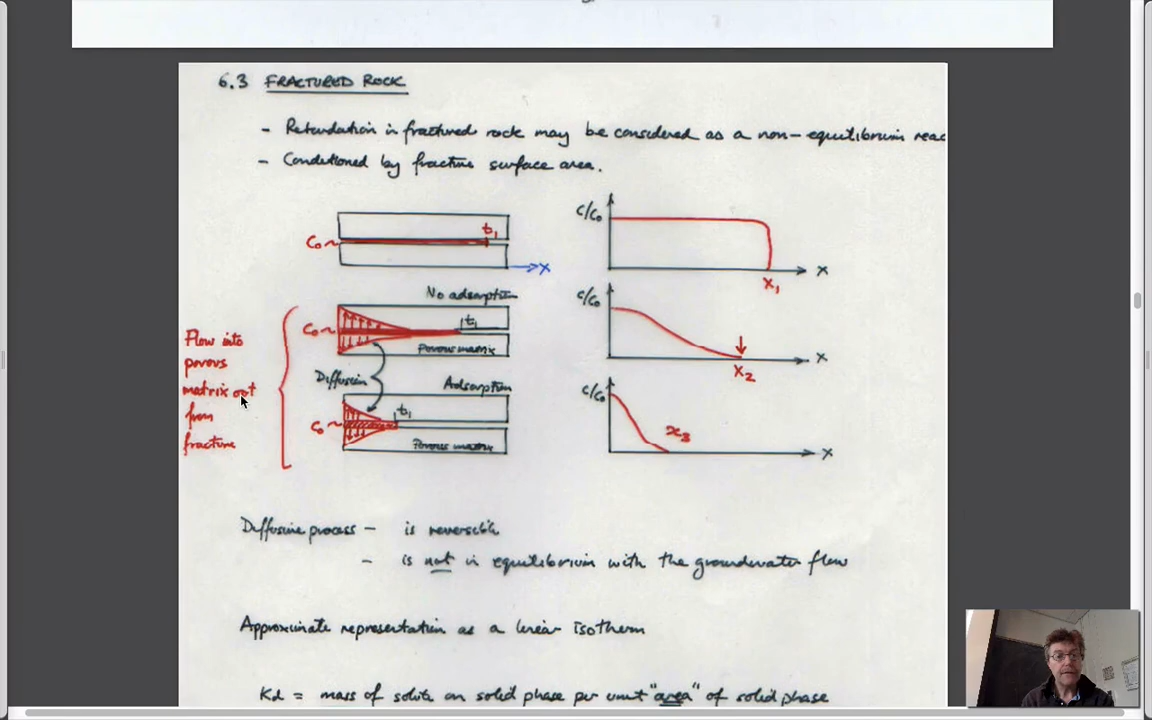 6.3 FRACTURED ROCK
- Retardation in fractured rock may be considered as a non-equilibrium reac
- Conditioned by fracture surface area.
C/C₀
t₁
C₀
x
x
x₁
No adsorption
C/C₀
C₀
t₁
Porous matrix
x
x₂
Flow into
porous
matrix out
from
fracture
Diffusion
Adsorption
C/C₀
t₁
C₀
Porous matrix
x₃
x
Diffusive process - is reversible
- is not in equilibrium with the groundwater flow
Approximate representation as a linear isotherm
Kd = mass of solute on solid phase per unit "area" of solid phase